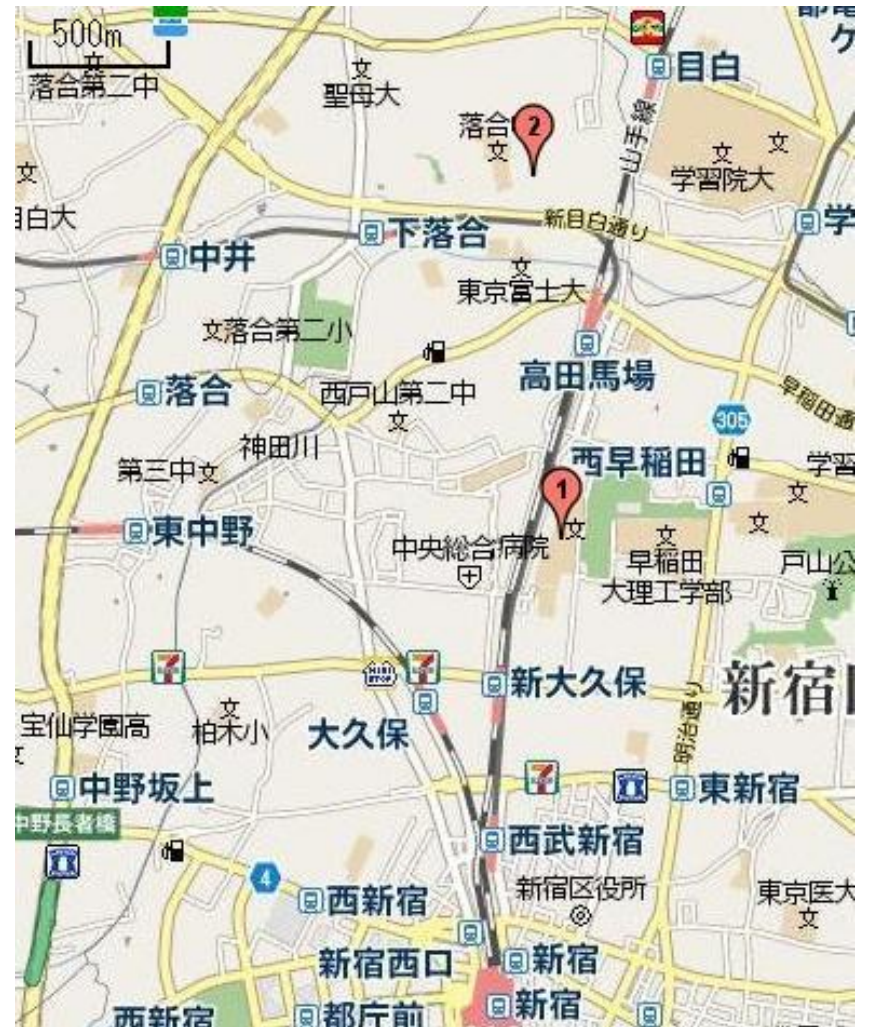 500m
落合第二中
聖母大
目白
落合
2
山手線
学習院大
目白大
下落合
新目白通り
学
中井
東京富士大
落合第二小
高田馬場
落合
西戸山第二中
早稲田通
305
神田川
西早稲田
第三中
学習
1
東中野
中央総合病院
早稲田
大理工学部
戸山公
新大久保
新宿
宝仙学園高
柏木小
大久保
明治通り
中野坂上
東新宿
中野長者橋
西武新宿
4
西新宿
新宿区役所
東京医大
新宿西口
新宿
西新宿
都庁前
新宿